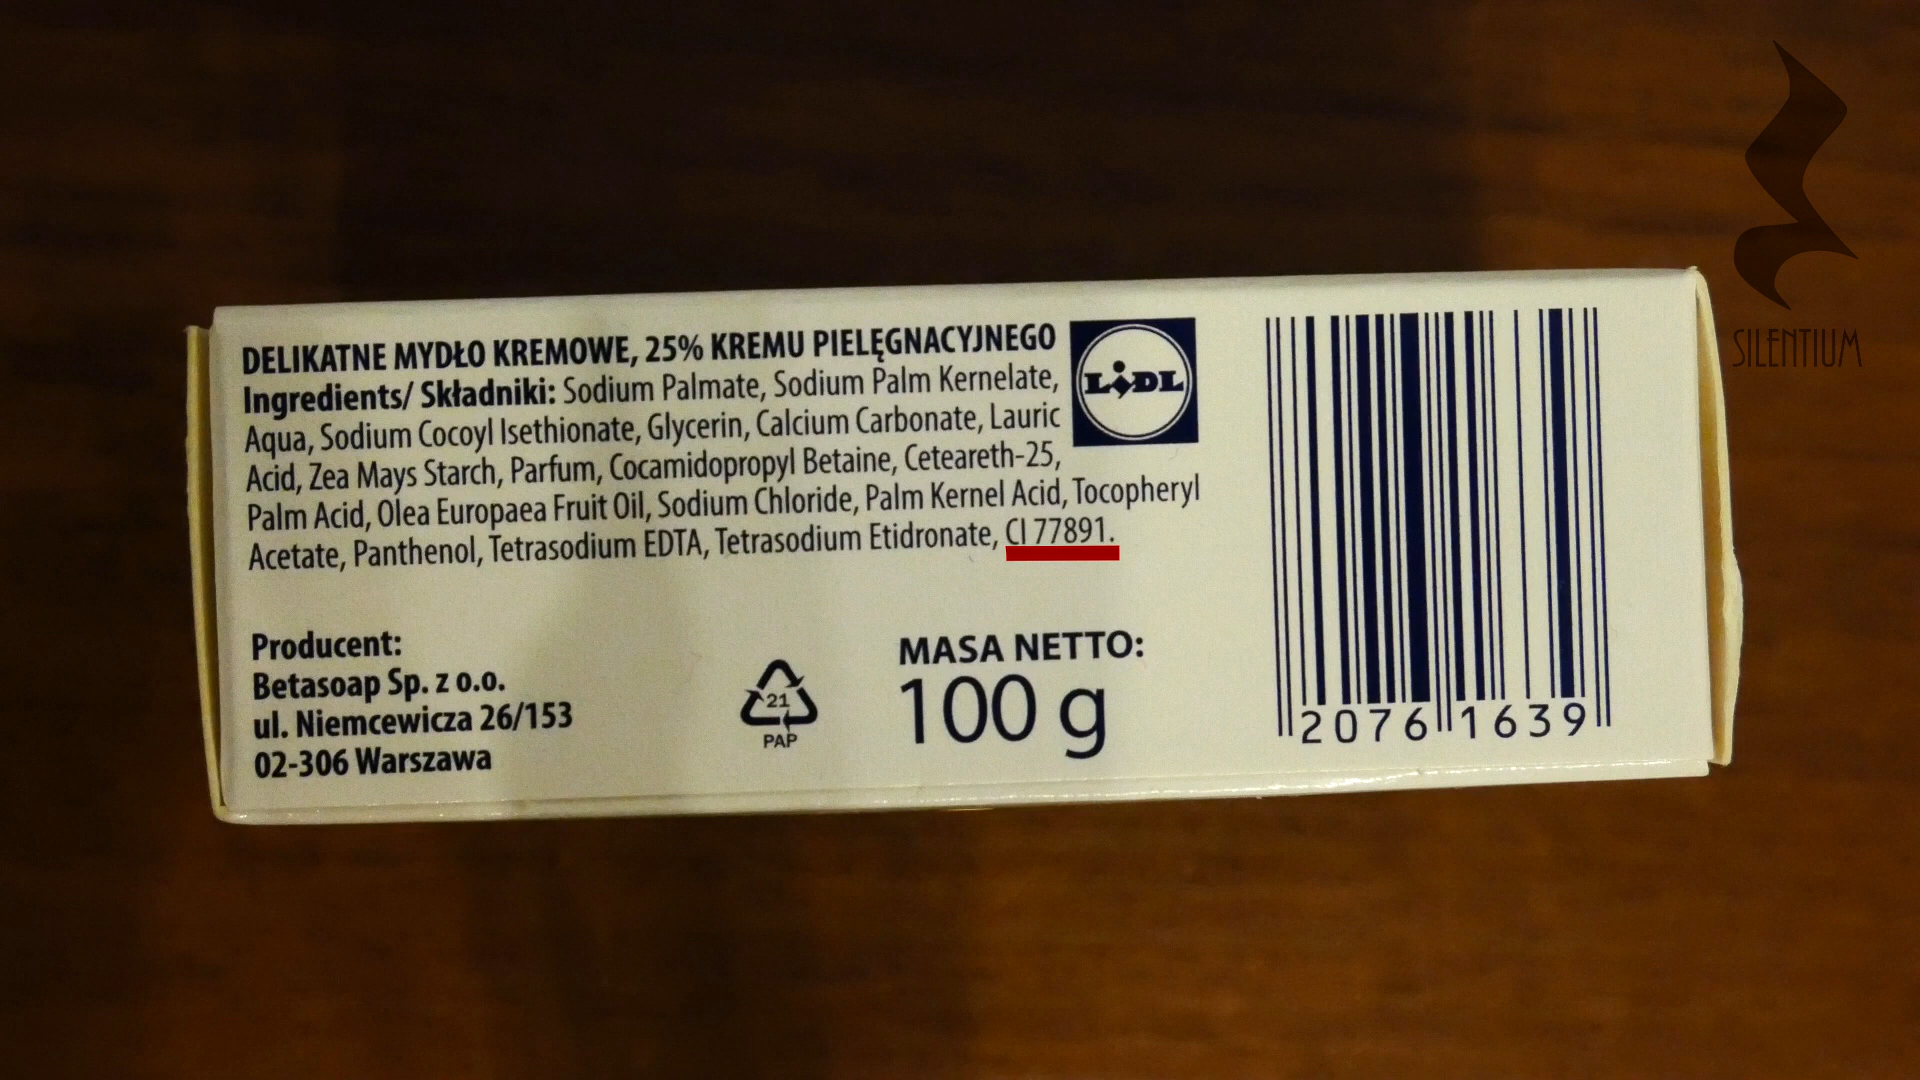 DELIKATNE MYDŁO KREMOWE, 25% KREMU PIELĘGNACYJNEGO
Ingredients/ Składniki: Sodium Palmate, Sodium Palm Kernelate,
Aqua, Sodium Cocoyl Isethionate, Glycerin, Calcium Carbonate, Lauric
Acid, Zea Mays Starch, Parfum, Cocamidopropyl Betaine, Ceteareth-25,
Palm Acid, Olea Europaea Fruit Oil, Sodium Chloride, Palm Kernel Acid, Tocopheryl
Acetate, Panthenol, Tetrasodium EDTA, Tetrasodium Etidronate, CI 77891.
LIDL
Producent:
Betasoap Sp. z o.o.
ul. Niemcewicza 26/153
02-306 Warszawa
21
PAP
MASA NETTO:
100 g
2076 1639
SILENTIUM